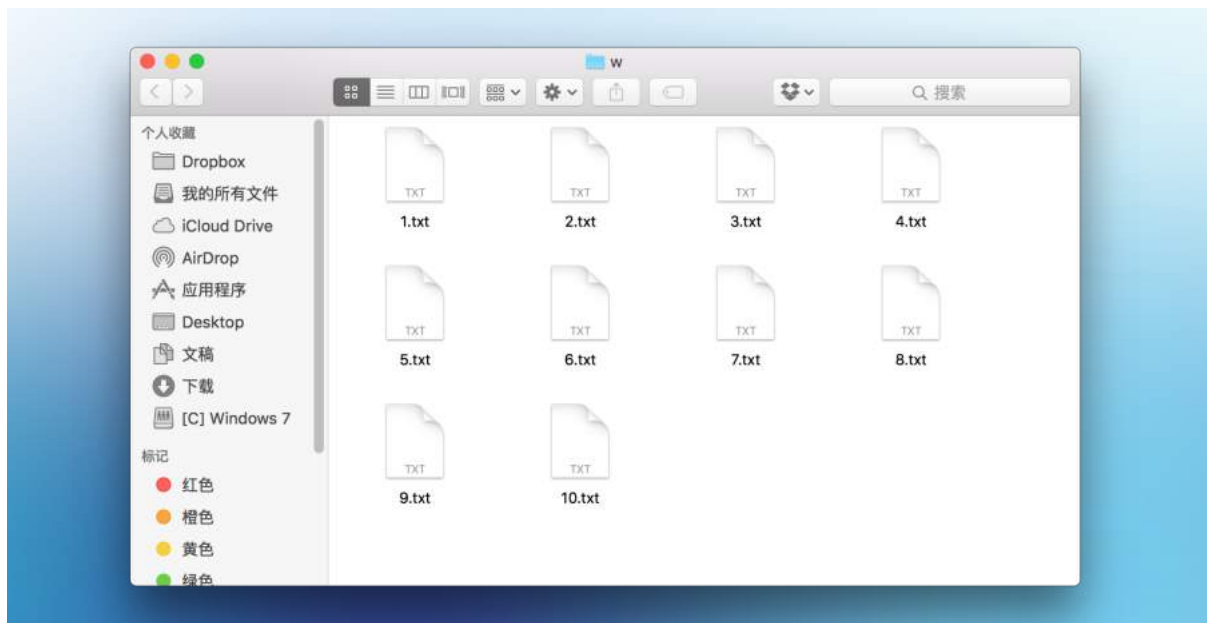 w
搜索
个人收藏
Dropbox
我的所有文件
iCloud Drive
AirDrop
应用程序
Desktop
文稿
下载
[C] Windows 7
标记
红色
橙色
黄色
绿色
TXT TXT TXT TXT
1.txt 2.txt 3.txt 4.txt
TXT TXT TXT TXT
5.txt 6.txt 7.txt 8.txt
TXT TXT
9.txt 10.txt